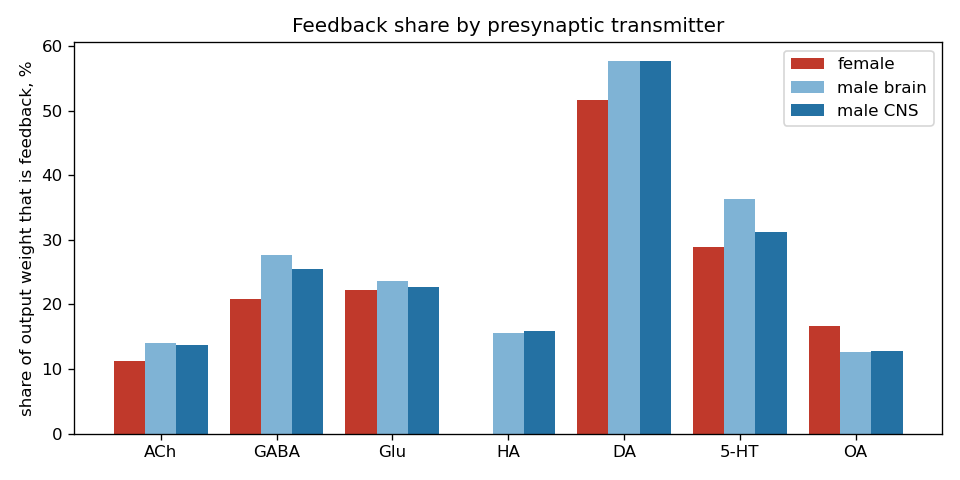 Feedback share by presynaptic transmitter
share of output weight that is feedback, %
60
50
40
30
20
10
0
female
male brain
male CNS
ACh GABA Glu HA DA 5-HT OA